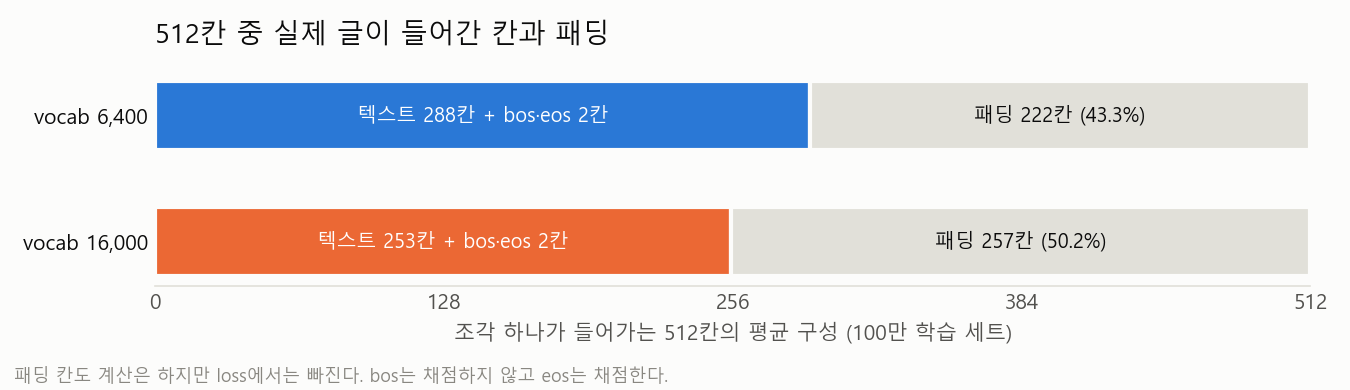 512칸 중 실제 글이 들어간 칸과 패딩
vocab 6,400
텍스트 288칸 + bos·eos 2칸
패딩 222칸 (43.3%)
vocab 16,000
텍스트 253칸 + bos·eos 2칸
패딩 257칸 (50.2%)
0 128 256 384 512
조각 하나가 들어가는 512칸의 평균 구성 (100만 학습 세트)
패딩 칸도 계산은 하지만 loss에서는 빠진다. bos는 채점하지 않고 eos는 채점한다.